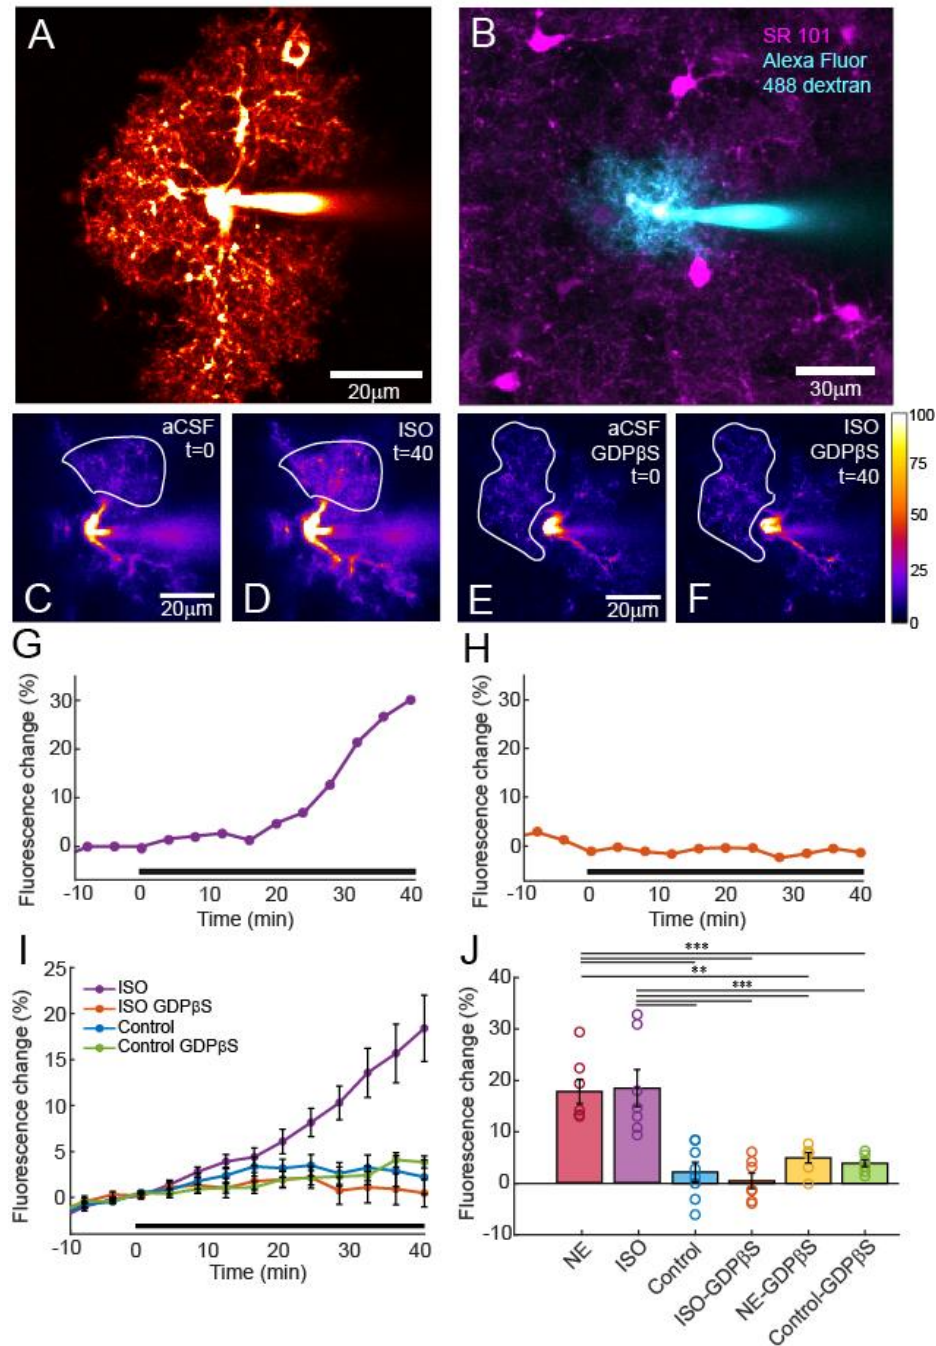 A
20μm
B
SR 101
Alexa Fluor
488 dextran
30μm
aCSF
t=0
C
20μm
ISO
t=40
D
aCSF
GDPβS
t=0
E
20μm
ISO
GDPβS
t=40
F
100
75
50
25
0
G
Fluorescence change (%)
30
20
10
0
-10
0
10
20
30
40
Time (min)
H
Fluorescence change (%)
30
20
10
0
-10
0
10
20
30
40
Time (min)
I
Fluorescence change (%)
25
20
15
10
5
0
ISO
ISO GDPβS
Control
Control GDPβS
-10
0
10
20
30
40
Time (min)
J
Fluorescence change (%)
40
30
20
10
0
-10
***
**
***
NE
ISO
Control
ISO-GDPβS
NE-GDPβS
Control-GDPβS